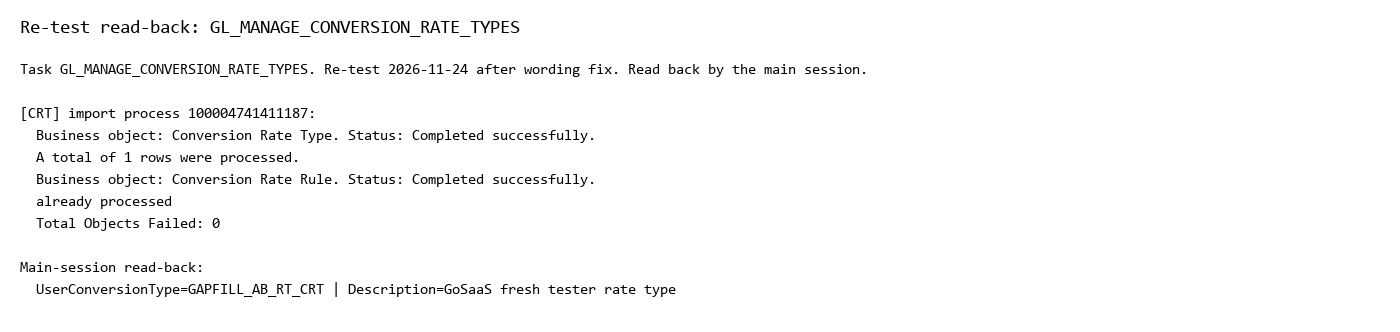 Re-test read-back: GL_MANAGE_CONVERSION_RATE_TYPES
Task GL_MANAGE_CONVERSION_RATE_TYPES. Re-test 2026-11-24 after wording fix. Read back by the main session.
[CRT] import process 100004741411187:
Business object: Conversion Rate Type. Status: Completed successfully.
A total of 1 rows were processed.
Business object: Conversion Rate Rule. Status: Completed successfully.
already processed
Total Objects Failed: 0
Main-session read-back:
UserConversionType=GAPFILL_AB_RT_CRT | Description=GoSaaS fresh tester rate type